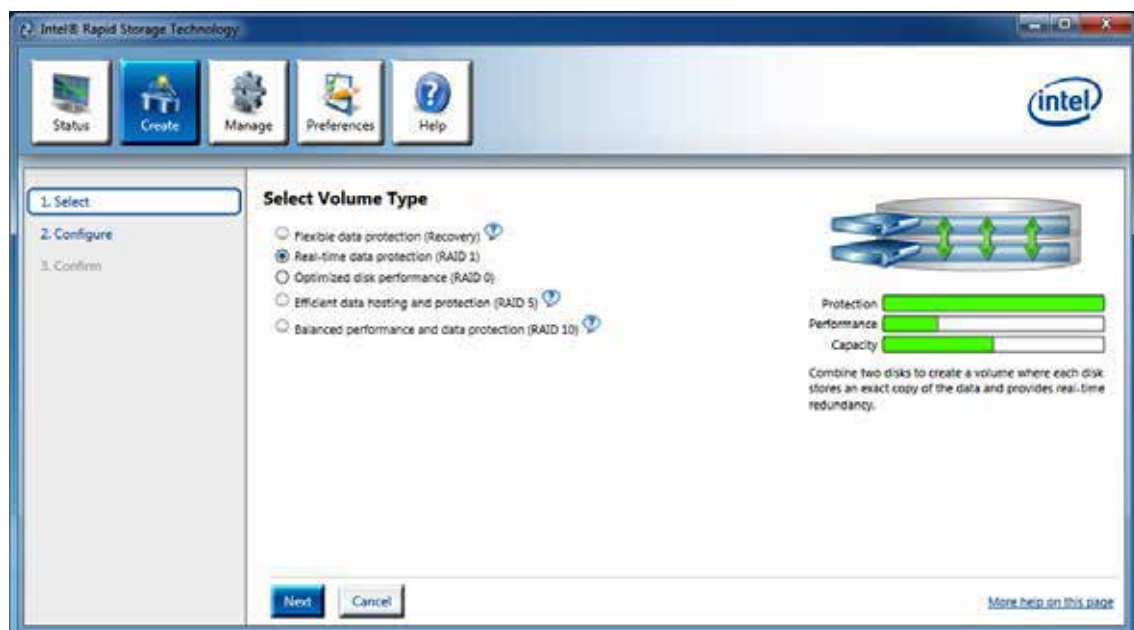 Intel® Rapid Storage Technology
Status
Create
Manage
Preferences
Help
intel
1. Select
2. Configure
3. Confirm
Select Volume Type
Flexible data protection (Recovery) ?
Real-time data protection (RAID 1)
Optimized disk performance (RAID 0)
Efficient data hosting and protection (RAID 5) ?
Balanced performance and data protection (RAID 10) ?
Protection
Performance
Capacity
Combine two disks to create a volume where each disk
stores an exact copy of the data and provides real-time
redundancy.
Next
Cancel
More help on this page